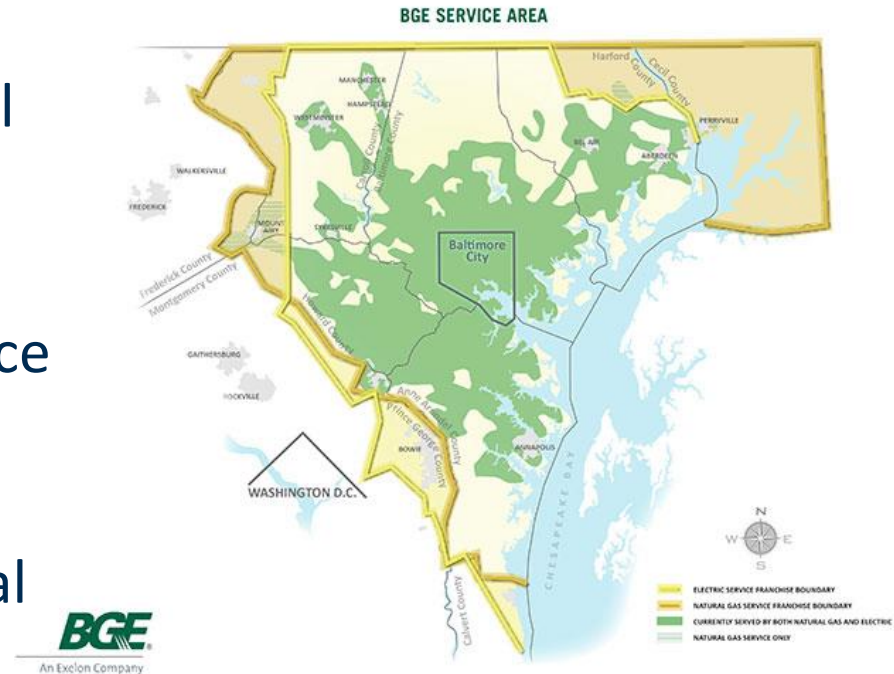 BGE SERVICE AREA
l
ce
al
Harford
County
Cecil County
MANCHESTER
HAMPSTEAD
WESTMINSTER
Carroll County
Baltimore County
PERRYVILLE
BEL AIR
ABERDEEN
WALKERSVILLE
FREDERICK
MOUNT
AIRY
SYKESVILLE
Baltimore
City
Frederick County
Montgomery County
Howard County
GAITHERSBURG
ROCKVILLE
Anne Arundel County
Prince George County
BOWIE
ANNAPOLIS
WASHINGTON D.C.
CHESAPEAKE BAY
Calvert County
N
W E
S
ELECTRIC SERVICE FRANCHISE BOUNDARY
NATURAL GAS SERVICE FRANCHISE BOUNDARY
CURRENTLY SERVED BY BOTH NATURAL GAS AND ELECTRIC
NATURAL GAS SERVICE ONLY
BGE
An Exelon Company